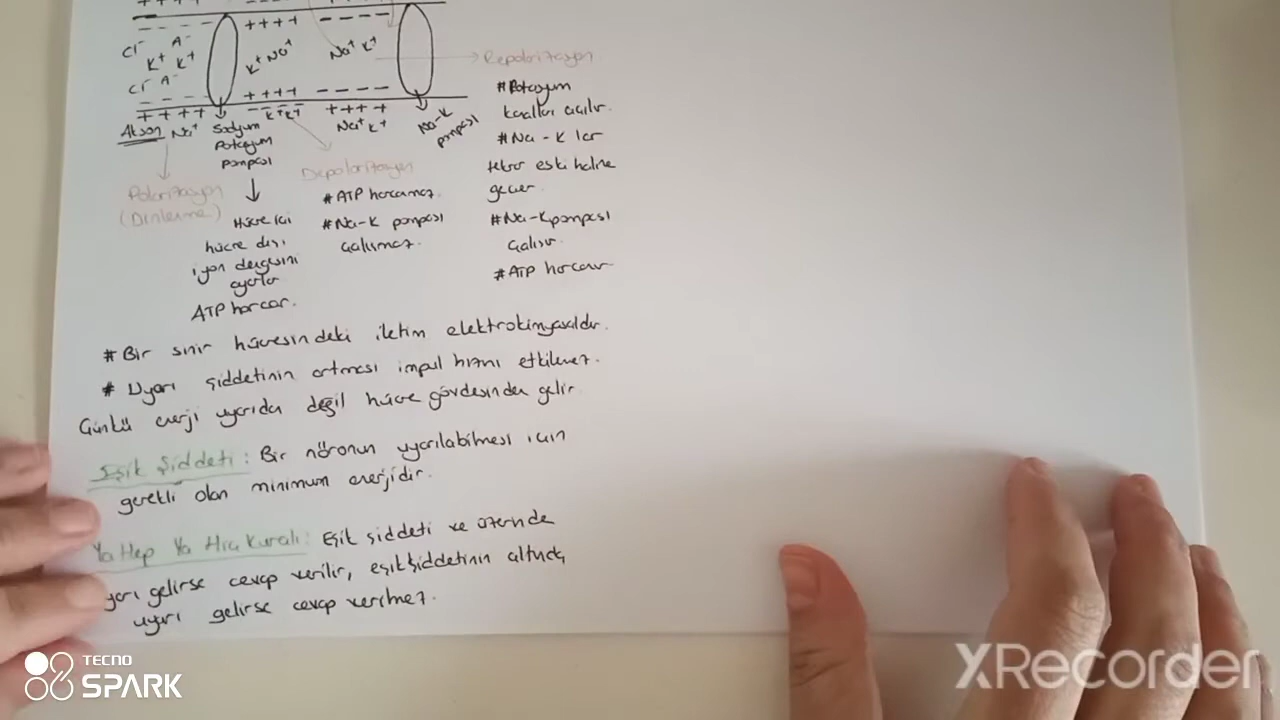 + + + + + - - - -
- - - - + + + + - - - -
Cl⁻ A⁻
K⁺ K⁺ K⁺ Na⁺ Na⁺ K⁺
Cl⁻ A⁻
- - - - + + + + - - - -
+ + + + - - - - + + + +
K⁺ K⁺
Akson Na⁺
Na⁺ K⁺
Sodyum
Potasyum
pompası
Na-K
pompası
Polarizasyon
(Dinlenme)
Hücre içi
hücre dışı
iyon dengesini
ayarlar
ATP harcar.
Depolarizasyon
# ATP harcamaz.
# Na-K pompası
çalışmaz.
Repolarizasyon
# Potasyum
kanalları açılır.
# Na-K lar
tekrar eski haline
geçer
# Na-K pompası
çalışır.
# ATP harcanır
# Bir sinir hücresindeki iletim elektrokimyasaldır.
# Uyarı şiddetinin artması impul hızını etkilemez.
Çünkü enerji uyarıdan değil hücre gövdesinden gelir.
Eşik Şiddeti: Bir nöronun uyarılabilmesi için
gerekli olan minimum enerjidir.
Ya Hep Ya Hiç Kuralı: Eşik şiddeti ve üzerinde
uyarı gelirse cevap verilir, eşik şiddetinin altında
uyarı gelirse cevap verilmez.
TECNO
SPARK
XRecorder